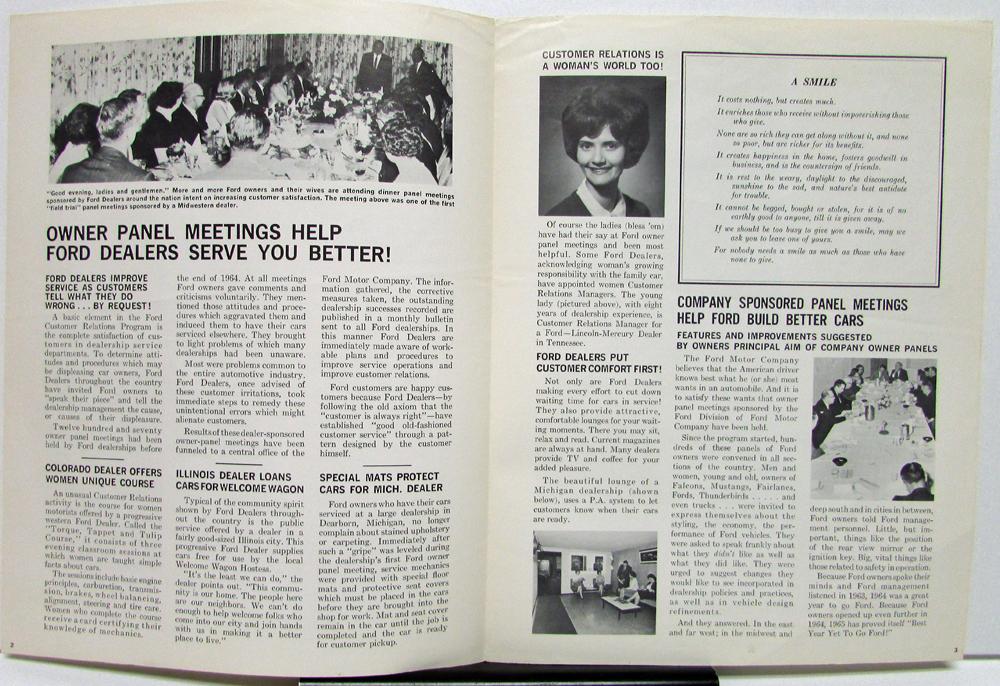 "Good evening, ladies and gentlemen." More and more Ford owners and their wives are attending dinner panel meetings
sponsored by Ford Dealers around the nation intent on increasing customer satisfaction. The meeting above was one of the first
"field trial" panel meetings sponsored by a Midwestern dealer.
OWNER PANEL MEETINGS HELP
FORD DEALERS SERVE YOU BETTER!
FORD DEALERS IMPROVE
SERVICE AS CUSTOMERS
TELL WHAT THEY DO
WRONG . . . BY REQUEST!
A basic element in the Ford
Customer Relations Program is
the complete satisfaction of cus-
tomers in dealership service
departments. To determine atti-
tudes and procedures which may
be displeasing car owners, Ford
Dealers throughout the country
have invited Ford owners to
"speak their piece" and tell the
dealership management the cause,
or causes of their displeasure.
Twelve hundred and seventy
owner panel meetings had been
held by Ford dealerships before
the end of 1964. At all meetings
Ford owners gave comments and
criticisms voluntarily. They men-
tioned those attitudes and proce-
dures which aggravated them and
induced them to have their cars
serviced elsewhere. They brought
to light problems of which many
dealerships had been unaware.
Most problems were common to
the entire automotive industry.
Ford Dealers, once advised of
these customer irritations, took
immediate steps to remedy these
unintentional errors which might
alienate customers.
Results of these dealer-sponsored
owner-panel meetings have been
funneled to a central office of the
Ford Motor Company. The infor-
mation gathered, the corrective
measures taken, the outstanding
dealership successes recorded are
published in a monthly bulletin
sent to all Ford dealerships. In
this manner Ford Dealers are
immediately made aware of work-
able plans and procedures to
improve service operations and
improve customer relations.
Ford customers are happy cus-
tomers because Ford Dealers—by
following the old axiom that the
"customer is always right"—have
established "good old-fashioned
customer service" through a pat-
tern designed by the customer
himself.
COLORADO DEALER OFFERS
WOMEN UNIQUE COURSE
An unusual Customer Relations
activity is the course for women
motorists offered by a progressive
western Ford Dealer. Called the
"Torque, Tappet and Tulip
Course," it consists of three
evening classroom sessions at
which women are taught simple
facts about cars.
The sessions include basic engine
principles, carburetion, transmis-
sion, brakes, wheel balancing,
alignment, steering and tire care.
Women who complete the course
receive a card certifying their
knowledge of mechanics.
2
ILLINOIS DEALER LOANS
CARS FOR WELCOME WAGON
Typical of the community spirit
shown by Ford Dealers through-
out the country is the public
service offered by a dealer in a
fairly good-sized Illinois city. This
progressive Ford Dealer supplies
cars free for use by the local
Welcome Wagon Hostess.
"It's the least we can do," the
dealer points out. "This commu-
nity is our home. The people here
are our neighbors. We can't do
enough to help welcome folks who
come into our city and join hands
with us in making it a better
place to live."
SPECIAL MATS PROTECT
CARS FOR MICH. DEALER
Ford owners who have their cars
serviced at a large dealership in
Dearborn, Michigan, no longer
complain about stained upholstery
or carpeting. Immediately after
such a "gripe" was leveled during
the dealership's first Ford owner
panel meeting, service mechanics
were provided with special floor
mats and protective seat covers
which must be placed in the cars
before they are brought into the
shop for work. Mat and seat cover
remain in the car until the job is
completed and the car is ready
for customer pickup.
CUSTOMER RELATIONS IS
A WOMAN'S WORLD TOO!
Of course the ladies (bless 'em)
have had their say at Ford owner
panel meetings and been most
helpful. Some Ford Dealers,
acknowledging woman's growing
responsibility with the family car,
have appointed women Customer
Relations Managers. The young
lady (pictured above), with eight
years of dealership experience, is
Customer Relations Manager for
a Ford—Lincoln-Mercury Dealer
in Tennessee.
FORD DEALERS PUT
CUSTOMER COMFORT FIRST!
Not only are Ford Dealers
making every effort to cut down
waiting time for cars in service!
They also provide attractive,
comfortable lounges for your wait-
ing moments. There you may sit,
relax and read. Current magazines
are always at hand. Many dealers
provide TV and coffee for your
added pleasure.
The beautiful lounge of a
Michigan dealership (shown
below), uses a P.A. system to let
customers know when their cars
are ready.
A SMILE
It costs nothing, but creates much.
It enriches those who receive without impoverishing those
who give.
None are so rich they can get along without it, and none
so poor, but are richer for its benefits.
It creates happiness in the home, fosters goodwill in
business, and is the countersign of friends.
It is rest to the weary, daylight to the discouraged,
sunshine to the sad, and nature's best antidote
for trouble.
It cannot be begged, bought or stolen, for it is of no
earthly good to anyone, till it is given away.
If we should be too busy to give you a smile, may we
ask you to leave one of yours.
For nobody needs a smile as much as those who have
none to give.
COMPANY SPONSORED PANEL MEETINGS
HELP FORD BUILD BETTER CARS
FEATURES AND IMPROVEMENTS SUGGESTED
BY OWNERS PRINCIPAL AIM OF COMPANY OWNER PANELS
The Ford Motor Company
believes that the American driver
knows best what he (or she) most
wants in an automobile. And it is
to satisfy these wants that owner
panel meetings sponsored by the
Ford Division of Ford Motor
Company have been held.
Since the program started, hun-
dreds of these panels of Ford
owners were convened in all sec-
tions of the country. Men and
women, young and old, owners of
Falcons, Mustangs, Fairlanes,
Fords, Thunderbirds . . . . . and
even trucks . . . were invited to
express themselves about the
styling, the economy, the per-
formance of Ford vehicles. They
were asked to speak frankly about
what they didn't like as well as
what they did like. They were
urged to suggest changes they
would like to see incorporated in
dealership policies and practices,
as well as in vehicle design
refinements.
And they answered. In the east
and far west; in the midwest and
deep south and in cities in between,
Ford owners told Ford manage-
ment personnel. Little, but im-
portant, things like the position
of the rear view mirror or the
ignition key. Big, vital things like
those related to safety in operation.
Because Ford owners spoke their
minds and Ford management
listened in 1963, 1964 was a great
year to go Ford. Because Ford
owners opened up even further in
1964, 1965 has proved itself "Best
Year Yet To Go Ford!"
3